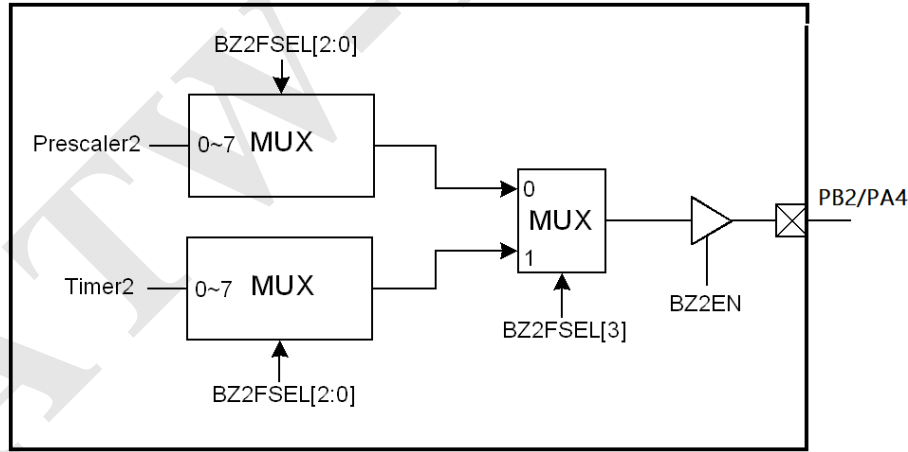 BZ2FSEL[2:0]
Prescaler2
0~7 MUX
0
MUX
1
PB2/PA4
Timer2
0~7 MUX
BZ2EN
BZ2FSEL[3]
BZ2FSEL[2:0]